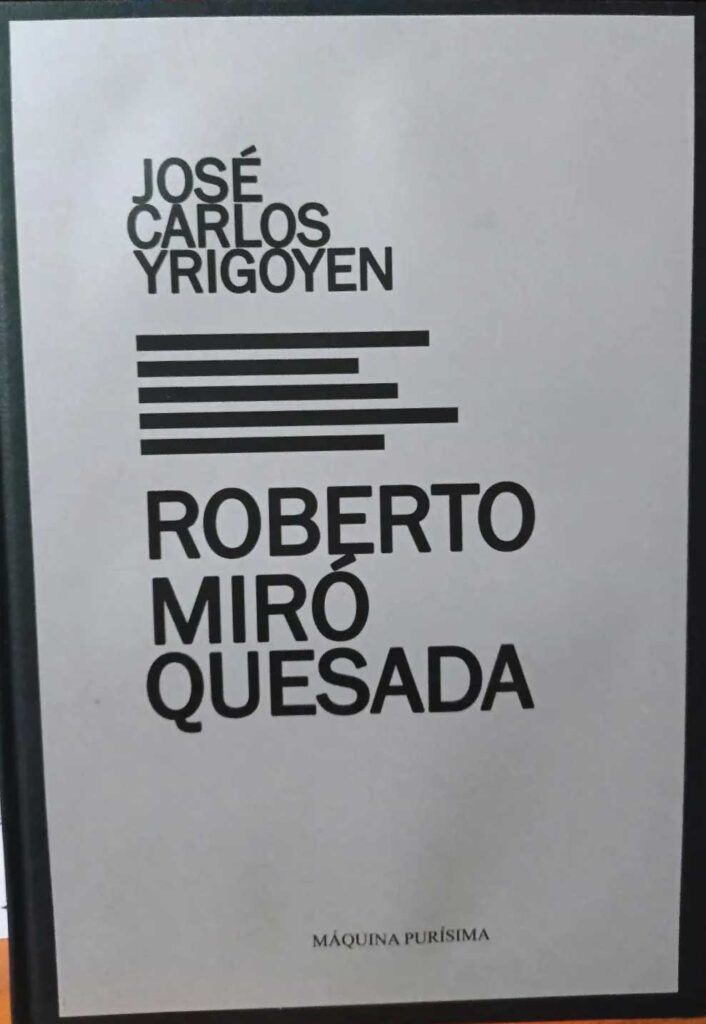 JOSÉ
CARLOS
YRIGOYEN
ROBERTO
MIRÓ
QUESADA
MÁQUINA PURÍSIMA